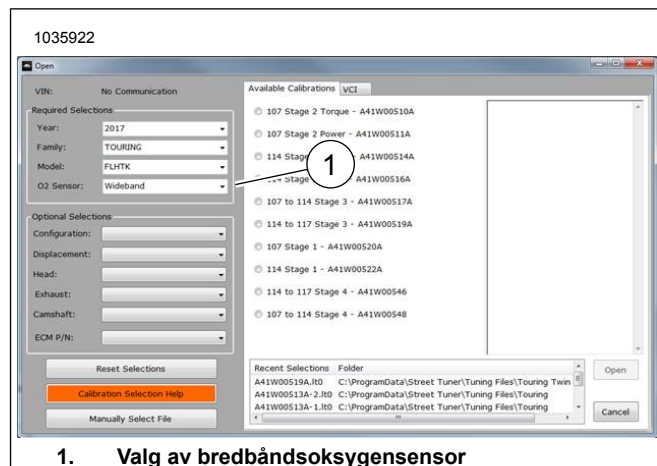 1035922
Open
VIN: No Communication
Required Selections
Year: 2017
Family: TOURING
Model: FLHTK
O2 Sensor: Wideband
Optional Selections
Configuration:
Displacement:
Head:
Exhaust:
Camshaft:
ECM P/N:
Reset Selections
Calibration Selection Help
Manually Select File
Available Calibrations VCI
107 Stage 2 Torque - A41W00510A
107 Stage 2 Power - A41W00511A
114 Stage - A41W00514A
114 Stage A41W00516A
1
107 to 114 Stage 3 - A41W00517A
114 to 117 Stage 3 - A41W00519A
107 Stage 1 - A41W00520A
114 Stage 1 - A41W00522A
114 to 117 Stage 4 - A41W00546
107 to 114 Stage 4 - A41W00548
Recent Selections Folder
A41W00519A.lt0 C:\ProgramData\Street Tuner\Tuning Files\Touring Twin
A41W00513A-2.lt0 C:\ProgramData\Street Tuner\Tuning Files\Touring
A41W00513A-1.lt0 C:\ProgramData\Street Tuner\Tuning Files\Touring
Open
Cancel
1. Valg av bredbåndsoksygensensor